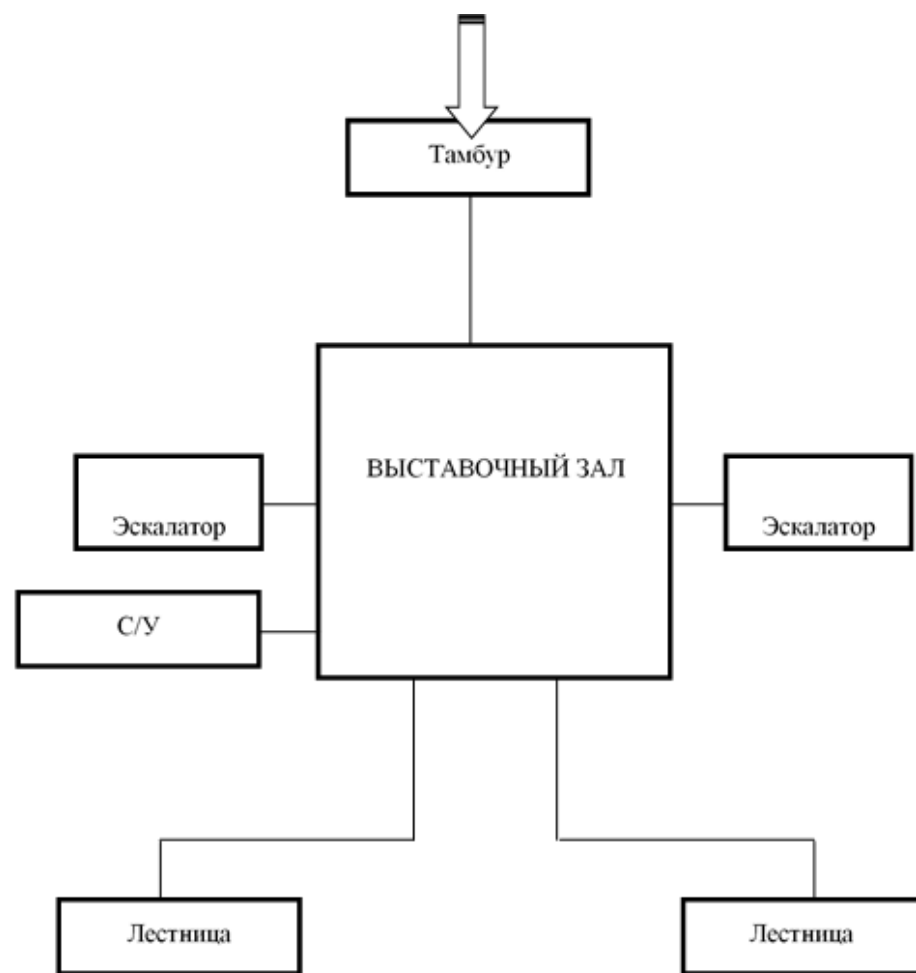 Тамбур
ВЫСТАВОЧНЫЙ ЗАЛ
Эскалатор
Эскалатор
С/У
Лестница
Лестница